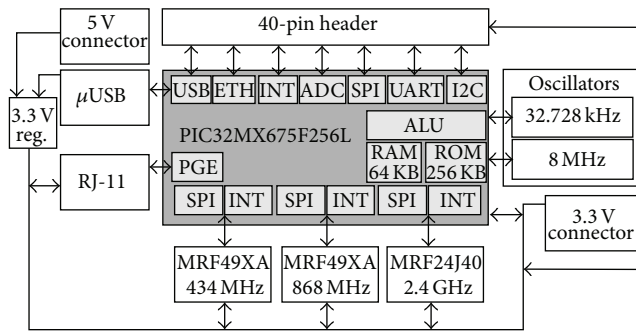 5 V
connector
40-pin header
μUSB
3.3 V
reg.
RJ-11
USB ETH INT ADC SPI UART I2C
PIC32MX675F256L
ALU
RAM
64 KB
ROM
256 KB
PGE
SPI INT SPI INT SPI INT
Oscillators
32.728 kHz
8 MHz
3.3 V
connector
MRF49XA
434 MHz
MRF49XA
868 MHz
MRF24J40
2.4 GHz